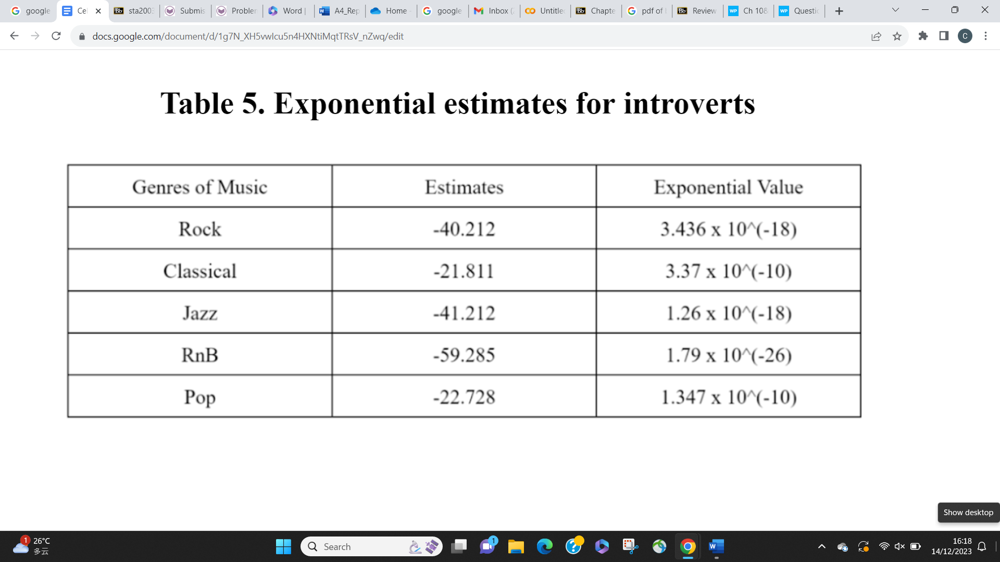 google
Ce
sta2003
Submis
Problem
Word |
A4_Rep
Home -
google
Inbox (
Untitle
Chapte
pdf of
Review
Ch 108
Questic
docs.google.com/document/d/1g7N_XH5vwIcu5n4HXNtiMqtTRsV_nZwq/edit
C
Table 5. Exponential estimates for introverts
Genres of Music Estimates Exponential Value
Rock -40.212 3.436 x 10^(-18)
Classical -21.811 3.37 x 10^(-10)
Jazz -41.212 1.26 x 10^(-18)
RnB -59.285 1.79 x 10^(-26)
Pop -22.728 1.347 x 10^(-10)
Show desktop
1
26°C
多云
Search
1
16:18
14/12/2023